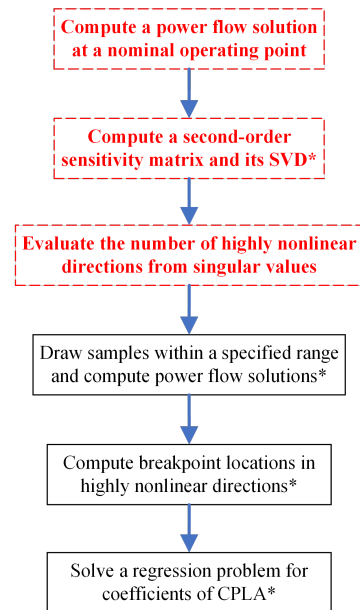 Compute a power flow solution
at a nominal operating point
Compute a second-order
sensitivity matrix and its SVD*
Evaluate the number of highly nonlinear
directions from singular values
Draw samples within a specified range
and compute power flow solutions*
Compute breakpoint locations in
highly nonlinear directions*
Solve a regression problem for
coefficients of CPLA*